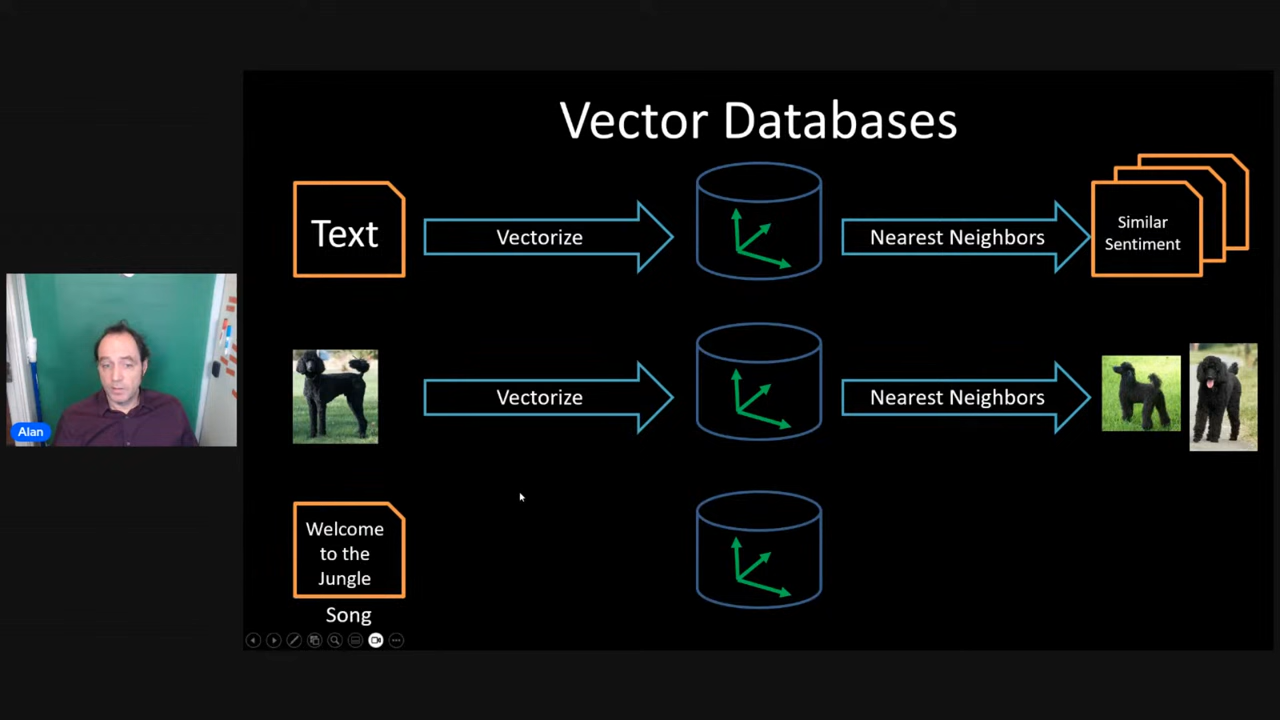 Vector Databases
Text
Vectorize
Nearest Neighbors
Similar
Sentiment
Vectorize
Nearest Neighbors
Alan
Welcome
to the
Jungle
Song